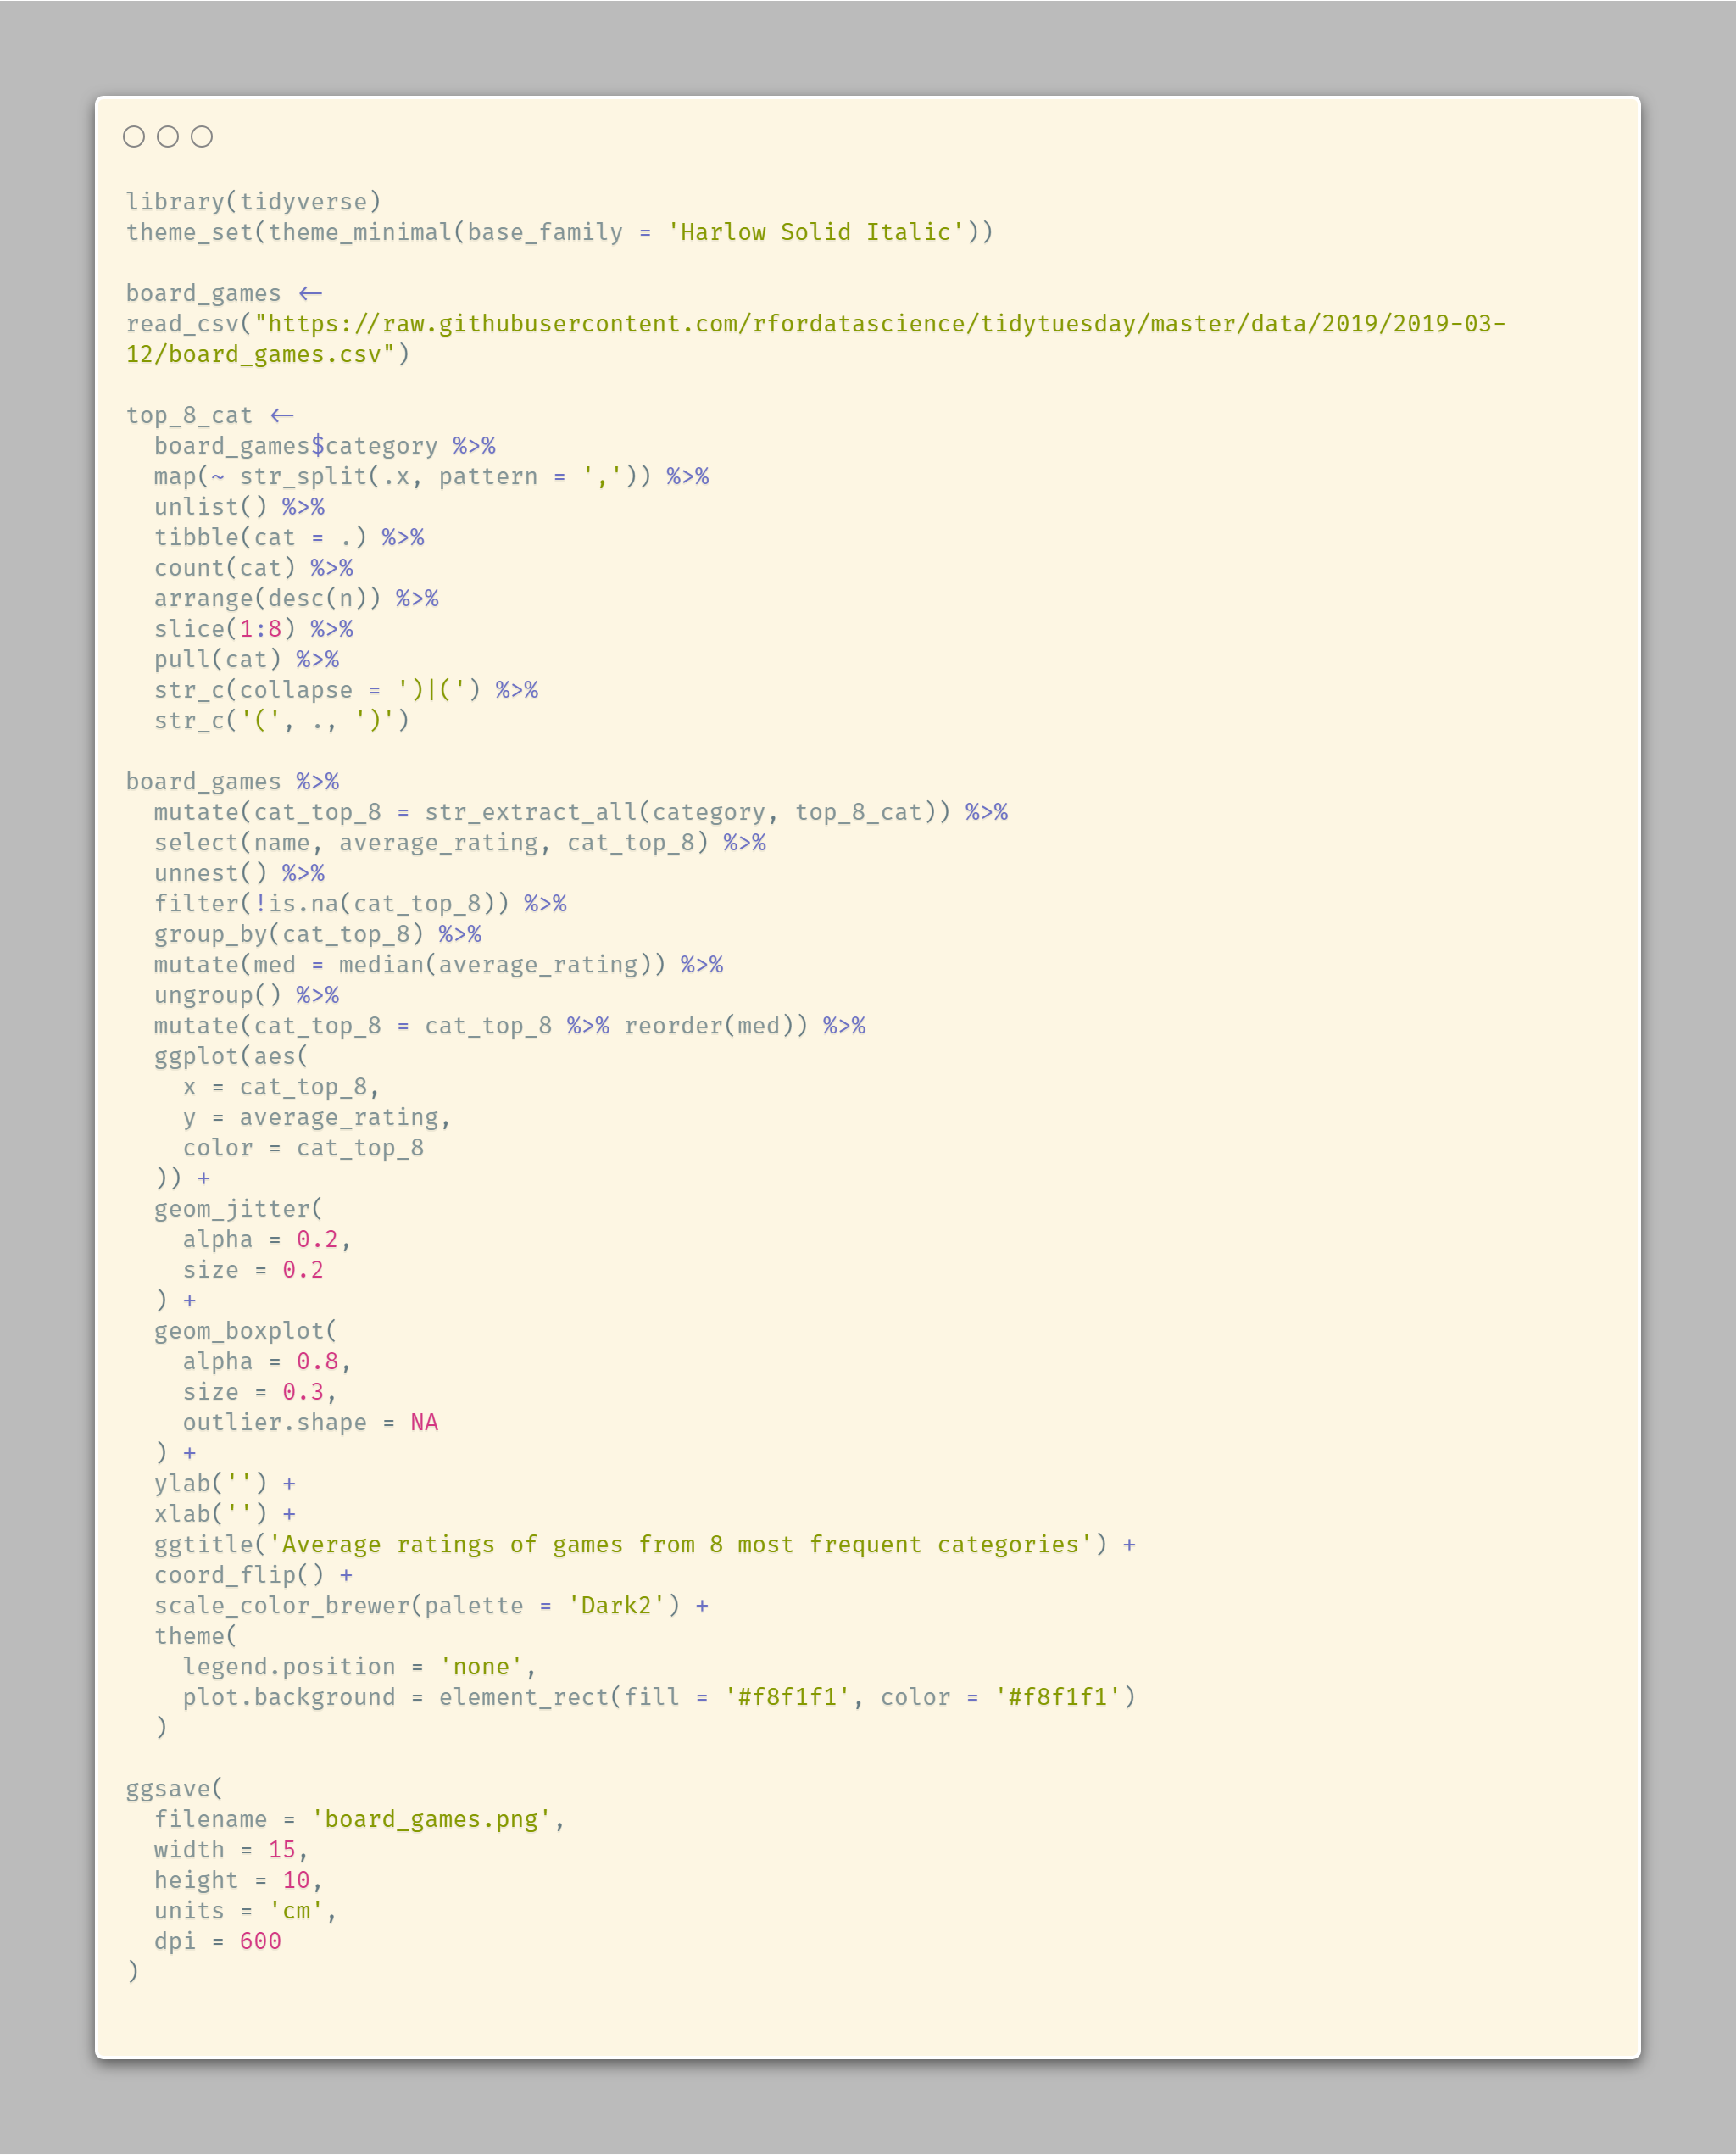 library(tidyverse)
theme_set(theme_minimal(base_family = 'Harlow Solid Italic'))

board_games <-
read_csv("https://raw.githubusercontent.com/rfordatascience/tidytuesday/master/data/2019/2019-03-
12/board_games.csv")

top_8_cat <-
  board_games$category %>%
  map(~ str_split(.x, pattern = ',')) %>%
  unlist() %>%
  tibble(cat = .) %>%
  count(cat) %>%
  arrange(desc(n)) %>%
  slice(1:8) %>%
  pull(cat) %>%
  str_c(collapse = ')|(') %>%
  str_c('(', ., ')')

board_games %>%
  mutate(cat_top_8 = str_extract_all(category, top_8_cat)) %>%
  select(name, average_rating, cat_top_8) %>%
  unnest() %>%
  filter(!is.na(cat_top_8)) %>%
  group_by(cat_top_8) %>%
  mutate(med = median(average_rating)) %>%
  ungroup() %>%
  mutate(cat_top_8 = cat_top_8 %>% reorder(med)) %>%
  ggplot(aes(
    x = cat_top_8,
    y = average_rating,
    color = cat_top_8
  )) +
  geom_jitter(
    alpha = 0.2,
    size = 0.2
  ) +
  geom_boxplot(
    alpha = 0.8,
    size = 0.3,
    outlier.shape = NA
  ) +
  ylab('') +
  xlab('') +
  ggtitle('Average ratings of games from 8 most frequent categories') +
  coord_flip() +
  scale_color_brewer(palette = 'Dark2') +
  theme(
    legend.position = 'none',
    plot.background = element_rect(fill = '#f8f1f1', color = '#f8f1f1')
  )

ggsave(
  filename = 'board_games.png',
  width = 15,
  height = 10,
  units = 'cm',
  dpi = 600
)